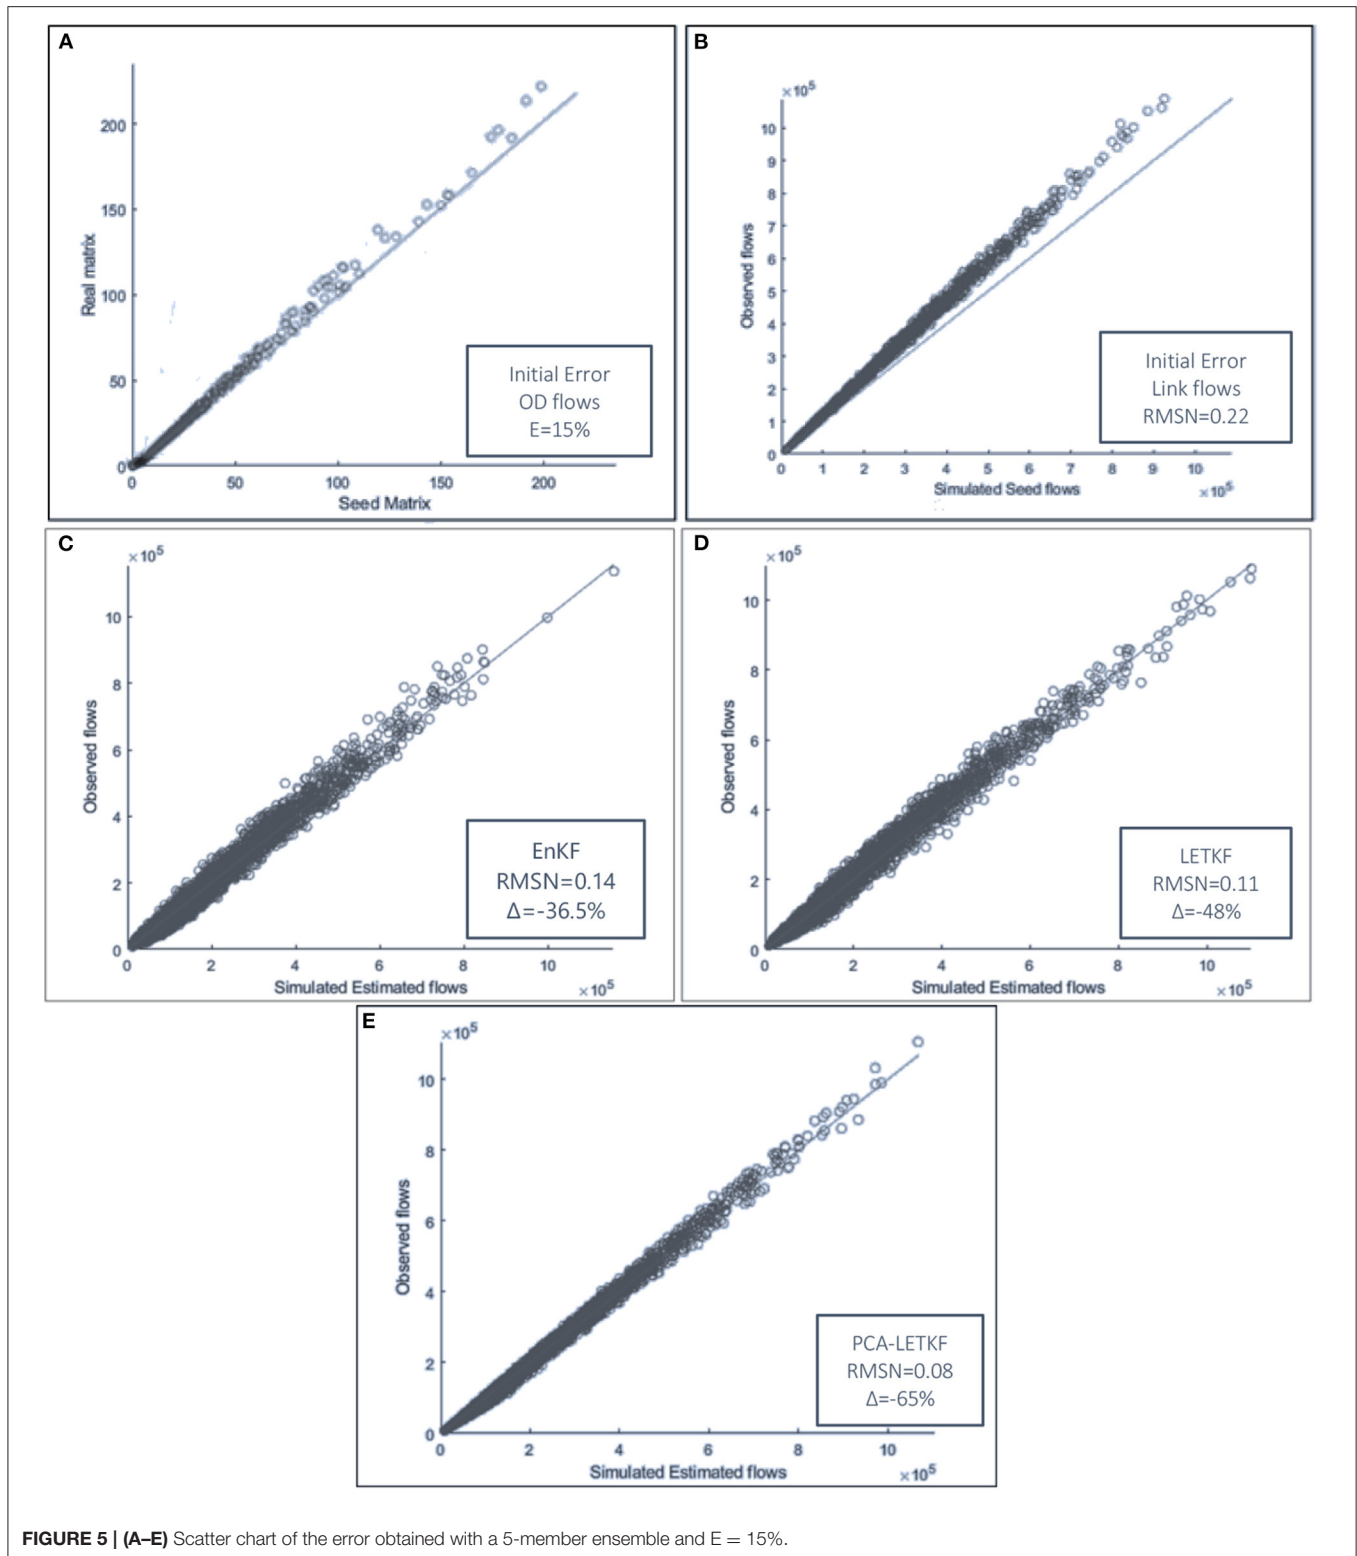 A
Real matrix
200
150
100
50
0
0 50 100 150 200
Seed Matrix
Initial Error
OD flows
E=15%
B
×10⁵
Observed flows
10
9
8
7
6
5
4
3
2
1
0
0 1 2 3 4 5 6 7 8 9 10
Simulated Seed flows
×10⁵
Initial Error
Link flows
RMSN=0.22
C
×10⁵
Observed flows
10
8
6
4
2
0
0 2 4 6 8 10
Simulated Estimated flows
×10⁵
EnKF
RMSN=0.14
Δ=-36.5%
D
×10⁵
Observed flows
10
8
6
4
2
0
0 2 4 6 8 10
Simulated Estimated flows
×10⁵
LETKF
RMSN=0.11
Δ=-48%
E
×10⁵
Observed flows
10
8
6
4
2
0
0 2 4 6 8 10
Simulated Estimated flows
×10⁵
PCA-LETKF
RMSN=0.08
Δ=-65%
FIGURE 5 | (A–E) Scatter chart of the error obtained with a 5-member ensemble and E = 15%.